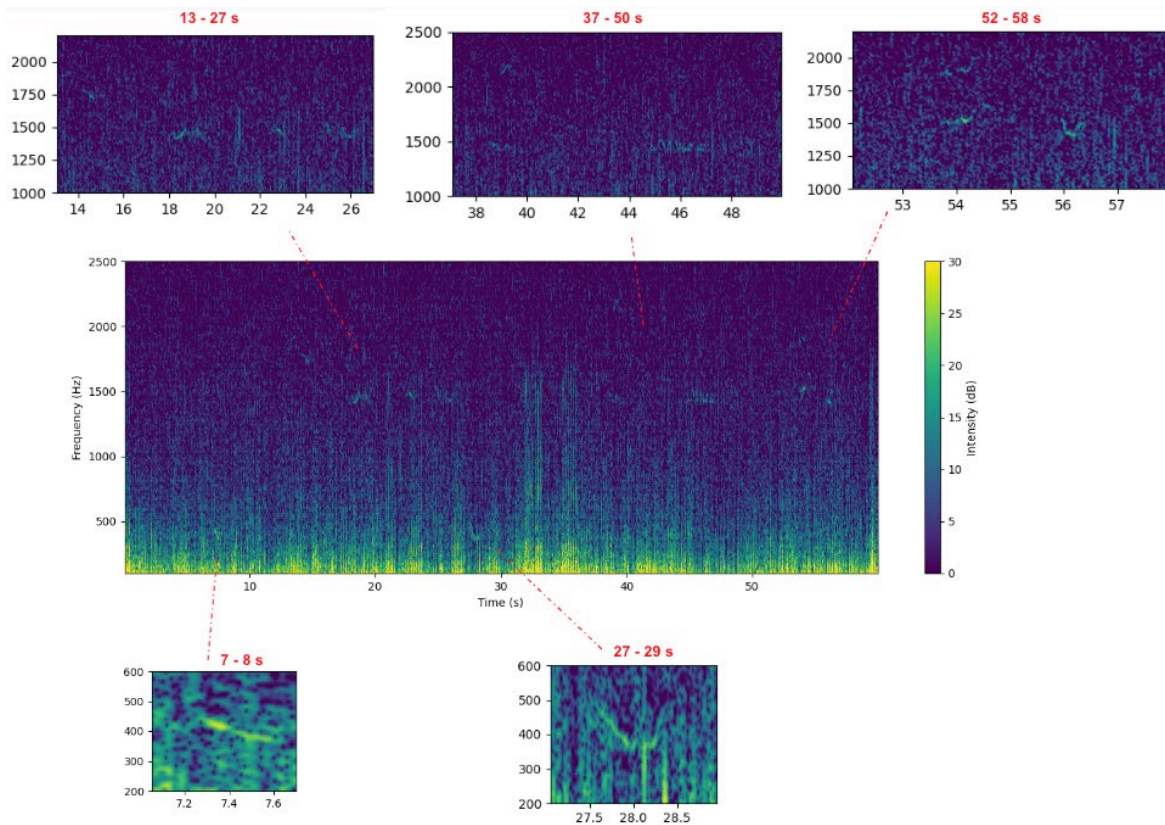 13 - 27 s
37 - 50 s
52 - 58 s
2000
1750
1500
1250
1000
14 16 18 20 22 24 26
2500
2000
1500
1000
38 40 42 44 46 48
2000
1750
1500
1250
1000
53 54 55 56 57
2500
2000
1500
1000
500
Frequency (Hz)
10 20 30 40 50
Time (s)
30
25
20
15
10
5
0
Intensity (dB)
7 - 8 s
600
500
400
300
200
7.2 7.4 7.6
27 - 29 s
600
500
400
300
200
27.5 28.0 28.5